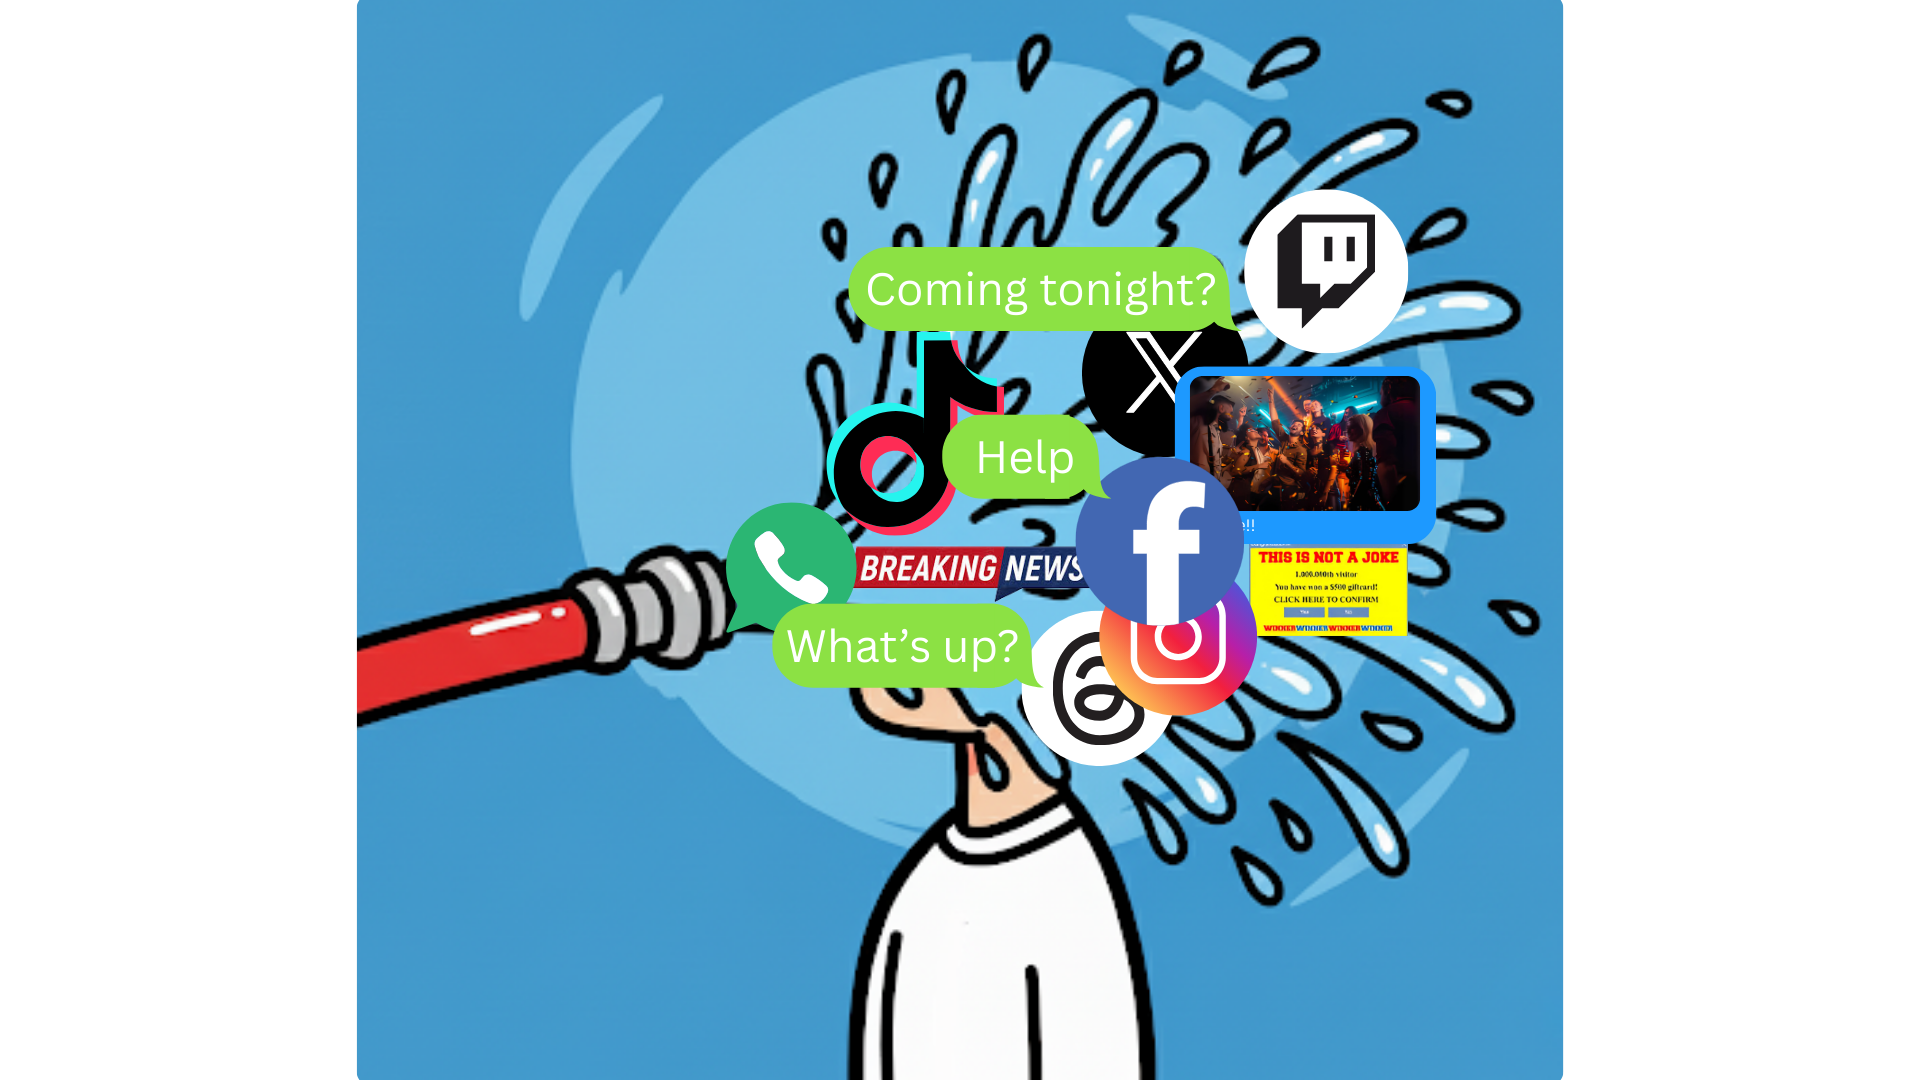 Coming tonight?
Help
!!
BREAKING NEWS
THIS IS NOT A JOKE
1.000.000th visitor
You have won a $500 giftcard!
CLICK HERE TO CONFIRM
Yes No
WINNER WINNER WINNER WINNER
What's up?